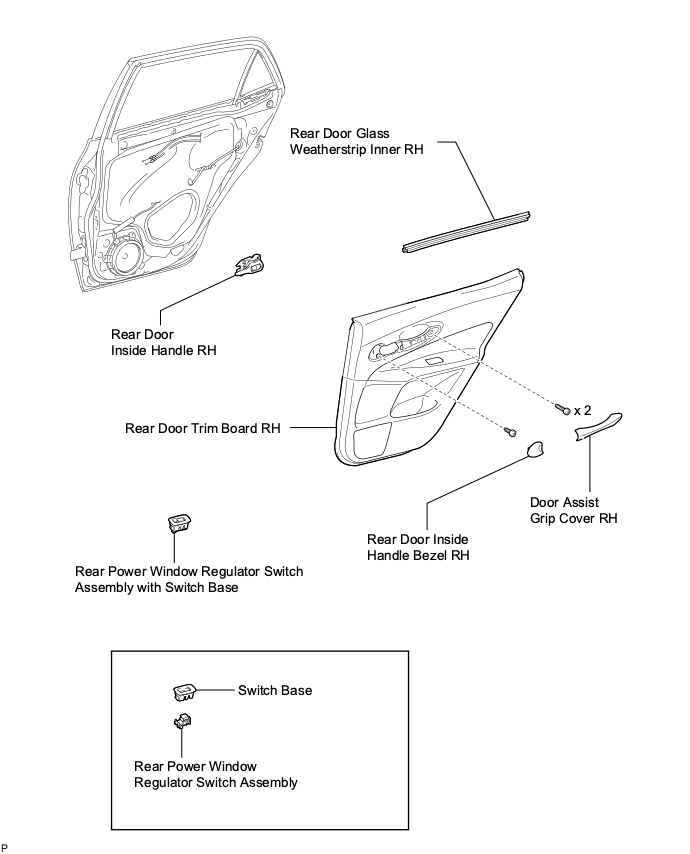 Rear Door Glass
Weatherstrip Inner RH
Rear Door
Inside Handle RH
x 2
Rear Door Trim Board RH
Door Assist
Grip Cover RH
Rear Door Inside
Handle Bezel RH
Rear Power Window Regulator Switch
Assembly with Switch Base
Switch Base
Rear Power Window
Regulator Switch Assembly
P